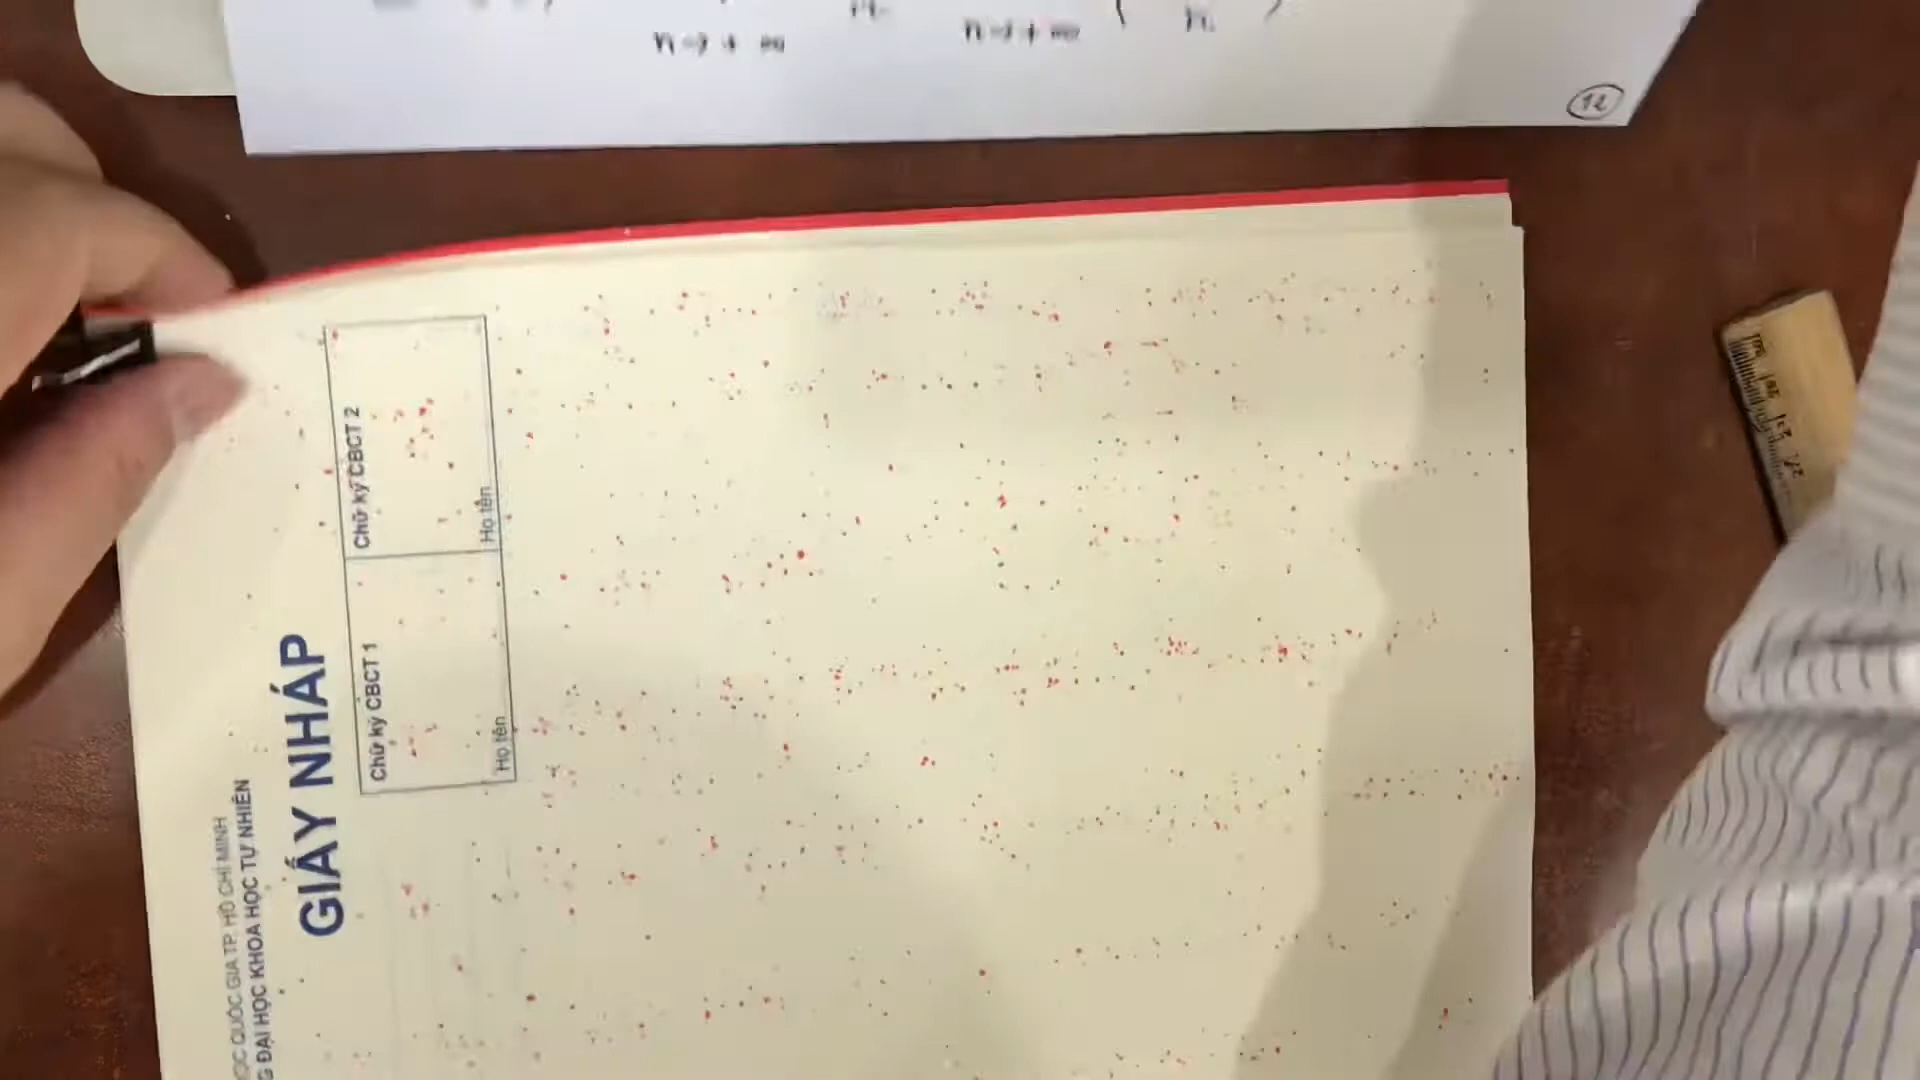 n→+∞
n→+∞
n
12
ĐẠI HỌC KHOA HỌC TỰ NHIÊN
QUỐC GIA TP. HỒ CHÍ MINH
GIẤY NHÁP
Chữ ký CBCT 1
Họ tên
Chữ ký CBCT 2
Họ tên